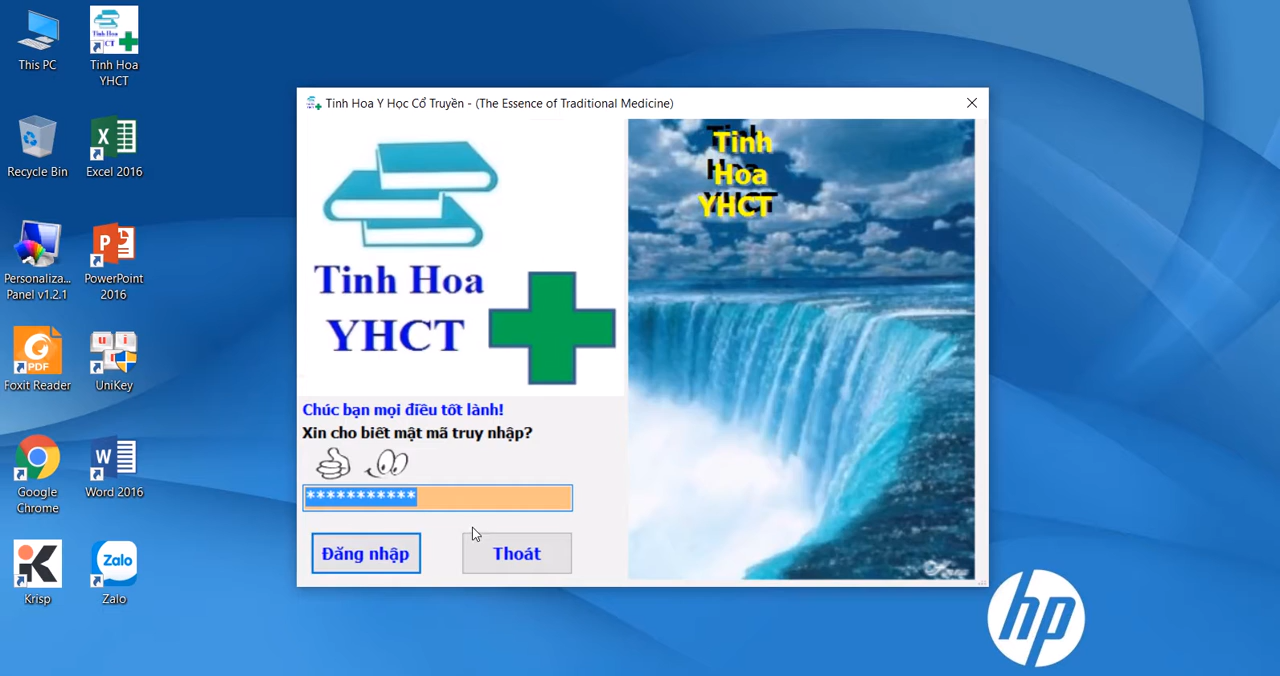 This PC
Tinh Hoa
YHCT
Recycle Bin
Excel 2016
Personaliza...
Panel v1.2.1
PowerPoint
2016
Foxit Reader
PDF
UniKey
Google
Chrome
Word 2016
Krisp
Zalo
Zalo
Tinh Hoa Y Học Cổ Truyền - (The Essence of Traditional Medicine)
Tinh Hoa
YHCT
Chúc bạn mọi điều tốt lành!
Xin cho biết mật mã truy nhập?
***********
Đăng nhập
Thoát
Tinh
Hoa
YHCT
hp